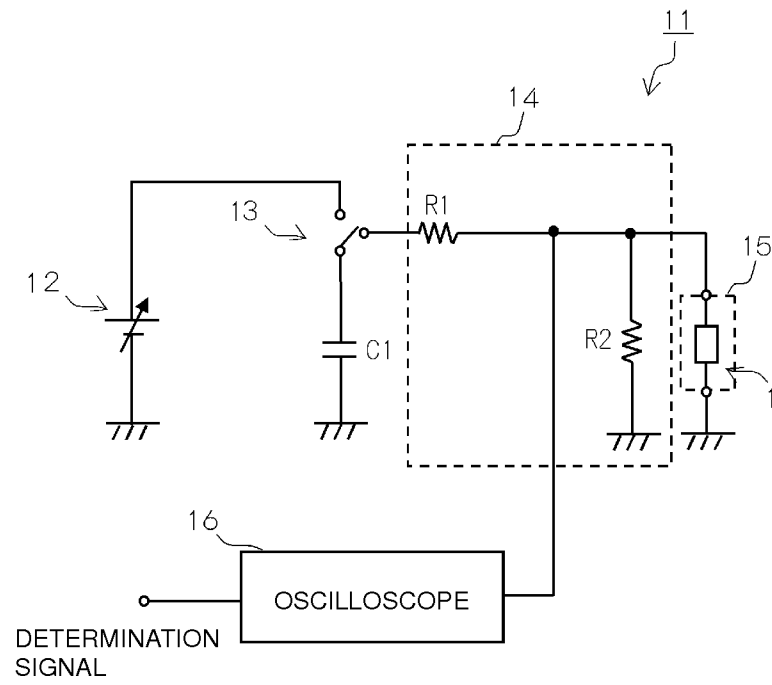 11
14
13
R1
15
12
C1
R2
1
16
OSCILLOSCOPE
DETERMINATION
SIGNAL